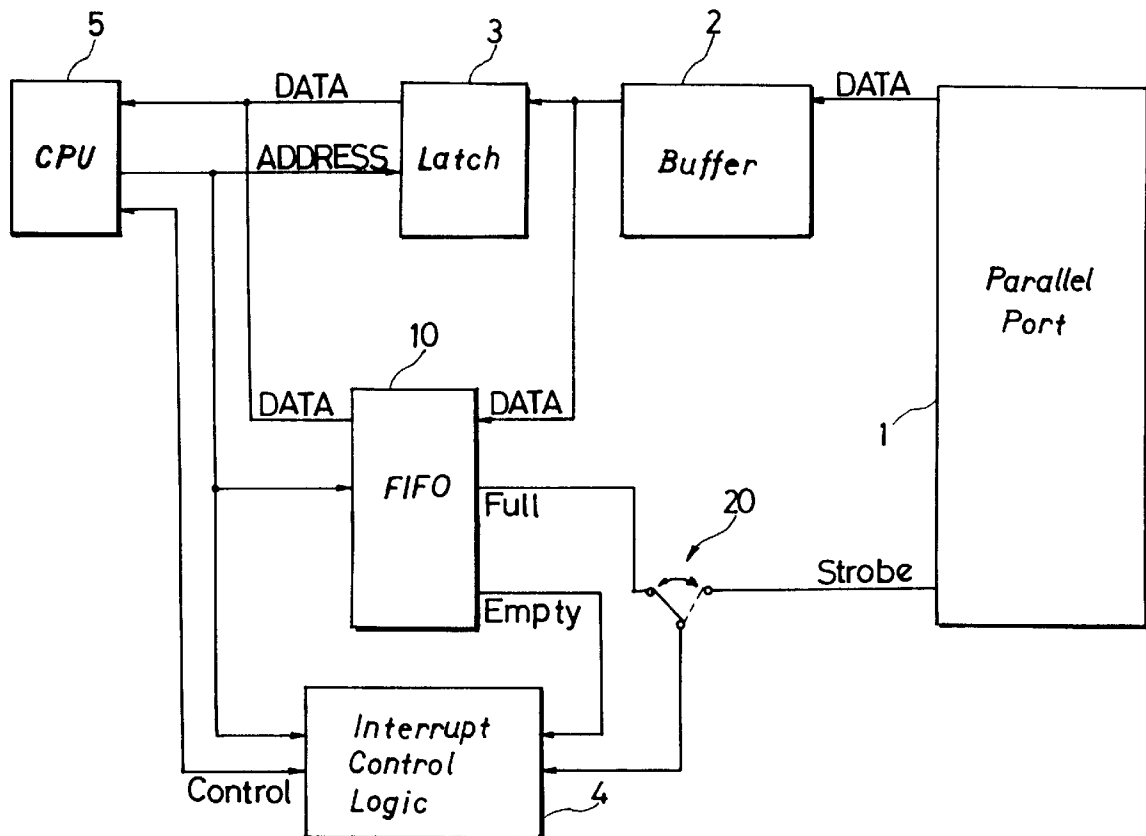 5
3
2
DATA
DATA
CPU
ADDRESS
Latch
Buffer
Parallel
Port
10
DATA
DATA
1
FIFO
Full
20
Strobe
Empty
Interrupt
Control
Logic
Control
4